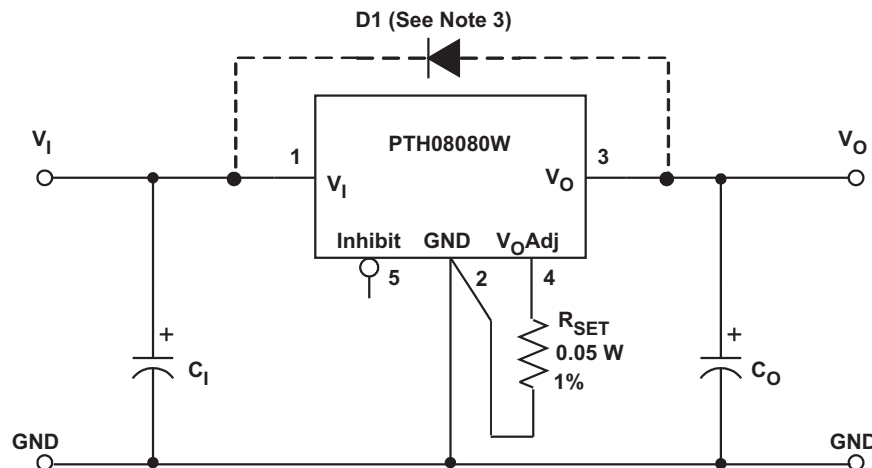 D1 (See Note 3)
V_I
1
PTH08080W
3
V_O
V_I
V_O
Inhibit
GND
V_OAdj
5
2
4
R_SET
0.05 W
1%
+
C_I
+
C_O
GND
GND